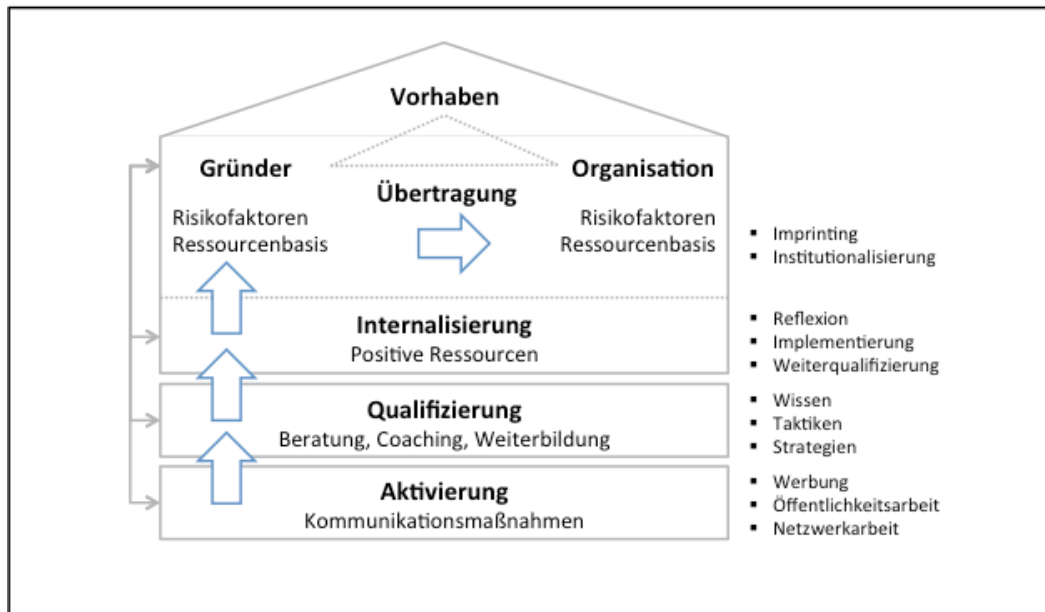 Vorhaben
Gründer
Organisation
Übertragung
Risikofaktoren
Ressourcenbasis
Risikofaktoren
Ressourcenbasis
▪ Imprinting
▪ Institutionalisierung
Internalisierung
Positive Ressourcen
▪ Reflexion
▪ Implementierung
▪ Weiterqualifizierung
Qualifizierung
Beratung, Coaching, Weiterbildung
▪ Wissen
▪ Taktiken
▪ Strategien
Aktivierung
Kommunikationsmaßnahmen
▪ Werbung
▪ Öffentlichkeitsarbeit
▪ Netzwerkarbeit